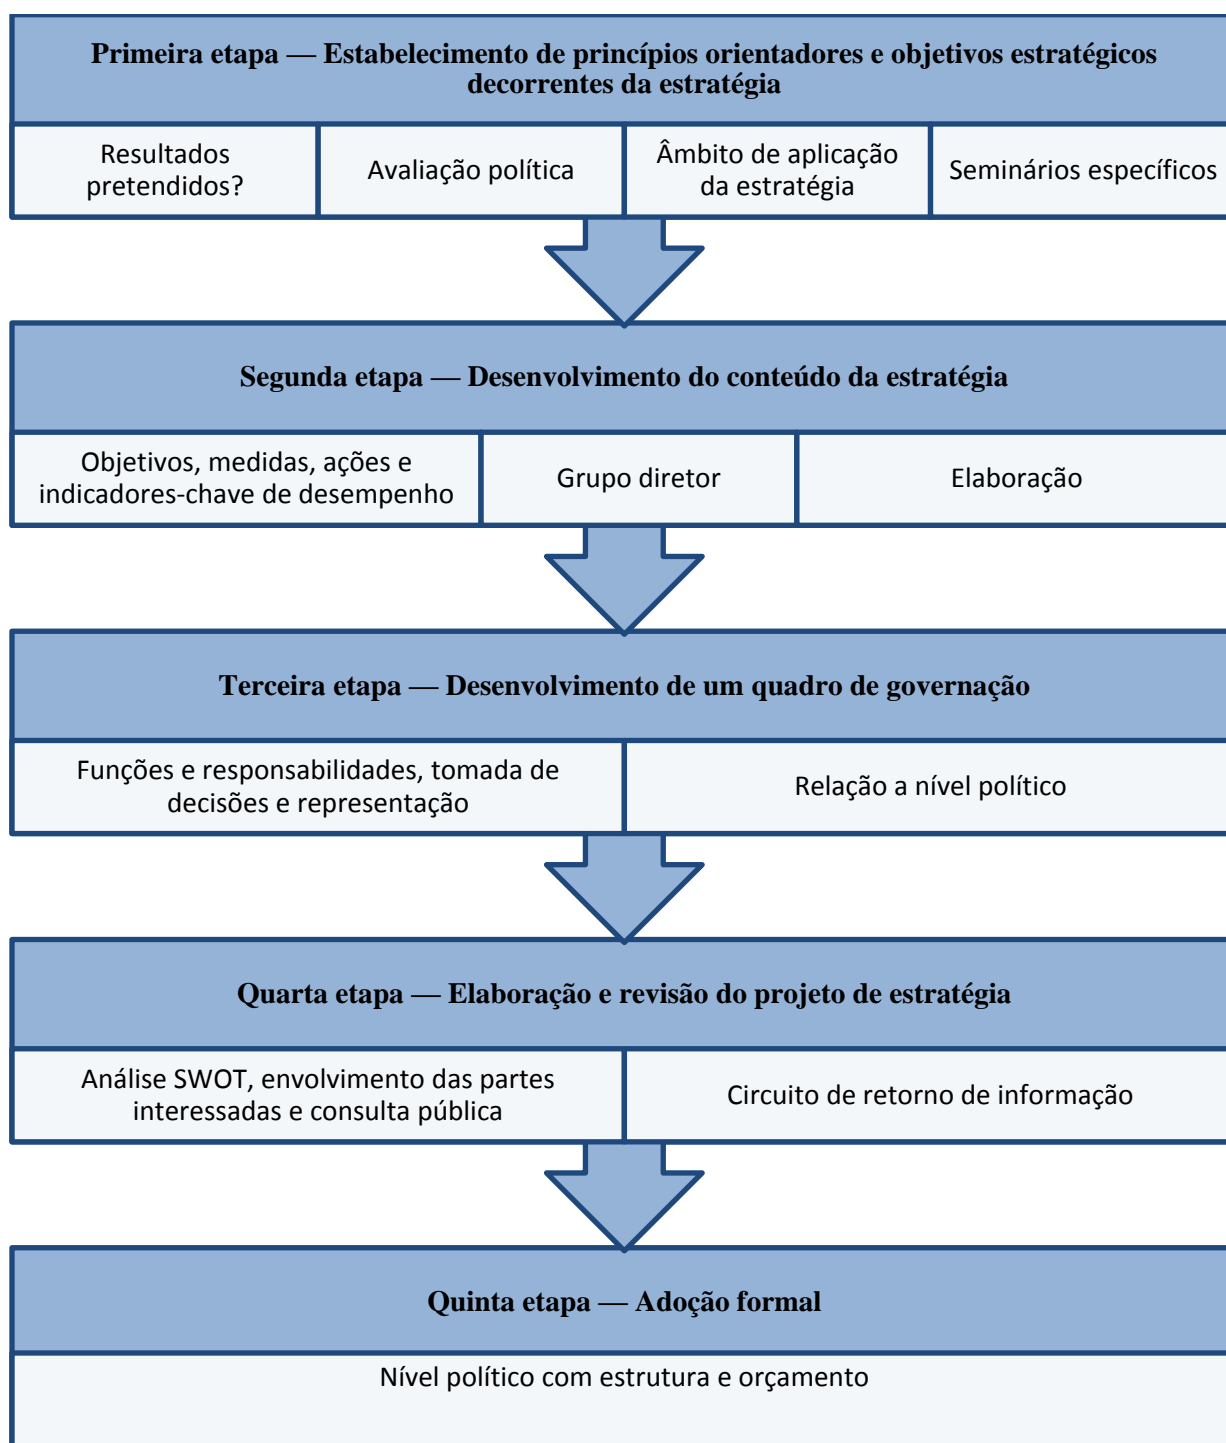 Primeira etapa — Estabelecimento de princípios orientadores e objetivos estratégicos
decorrentes da estratégia
Resultados
pretendidos?
Avaliação política
Âmbito de aplicação
da estratégia
Seminários específicos
Segunda etapa — Desenvolvimento do conteúdo da estratégia
Objetivos, medidas, ações e
indicadores-chave de desempenho
Grupo diretor
Elaboração
Terceira etapa — Desenvolvimento de um quadro de governação
Funções e responsabilidades, tomada de
decisões e representação
Relação a nível político
Quarta etapa — Elaboração e revisão do projeto de estratégia
Análise SWOT, envolvimento das partes
interessadas e consulta pública
Circuito de retorno de informação
Quinta etapa — Adoção formal
Nível político com estrutura e orçamento